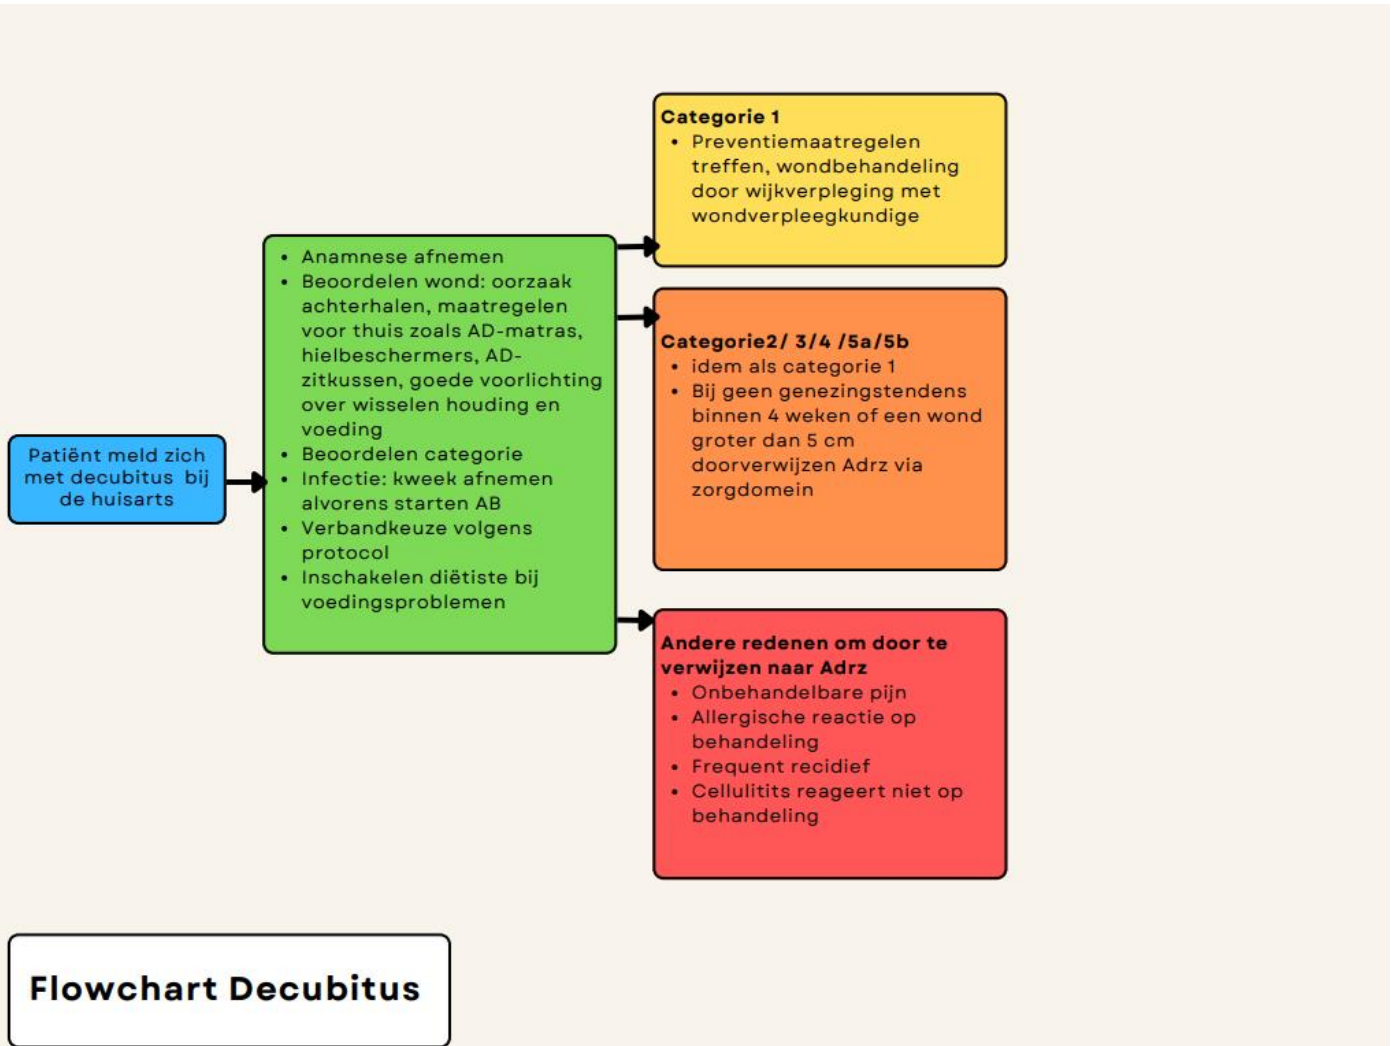 Patiënt meld zich
met decubitus bij
de huisarts
• Anamnese afnemen
• Beoordelen wond: oorzaak
achterhalen, maatregelen
voor thuis zoals AD-matras,
hielbeschermers, AD-
zitkussen, goede voorlichting
over wisselen houding en
voeding
• Beoordelen categorie
• Infectie: kweek afnemen
alvorens starten AB
• Verbandkeuze volgens
protocol
• Inschakelen diëtiste bij
voedingsproblemen
Categorie 1
• Preventiemaatregelen
treffen, wondbehandeling
door wijkverpleging met
wondverpleegkundige
Categorie2/ 3/4 /5a/5b
• idem als categorie 1
• Bij geen genezingstendens
binnen 4 weken of een wond
groter dan 5 cm
doorverwijzen Adrz via
zorgdomein
Andere redenen om door te
verwijzen naar Adrz
• Onbehandelbare pijn
• Allergische reactie op
behandeling
• Frequent recidief
• Cellulitits reageert niet op
behandeling
Flowchart Decubitus